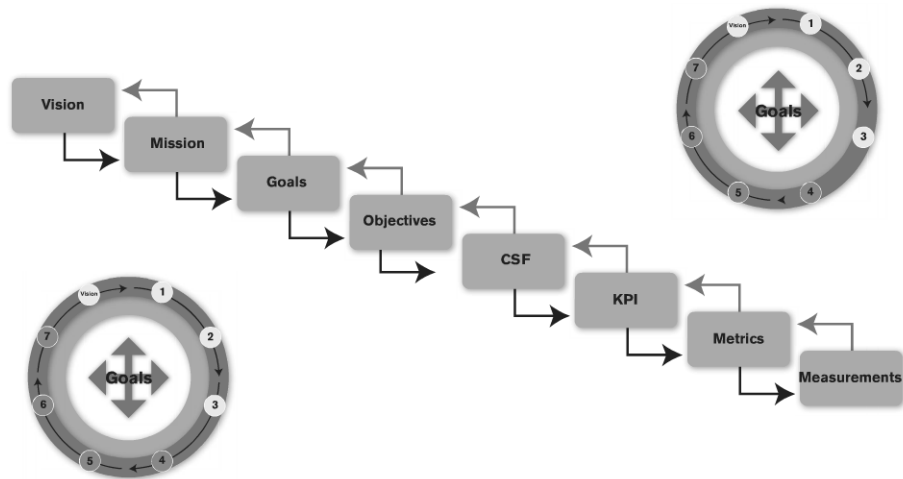 Vision
1
2
3
4
5
6
7
Goals
Vision
Mission
Goals
Objectives
CSF
KPI
Metrics
Measurements
Vision
1
2
3
4
5
6
7
Goals